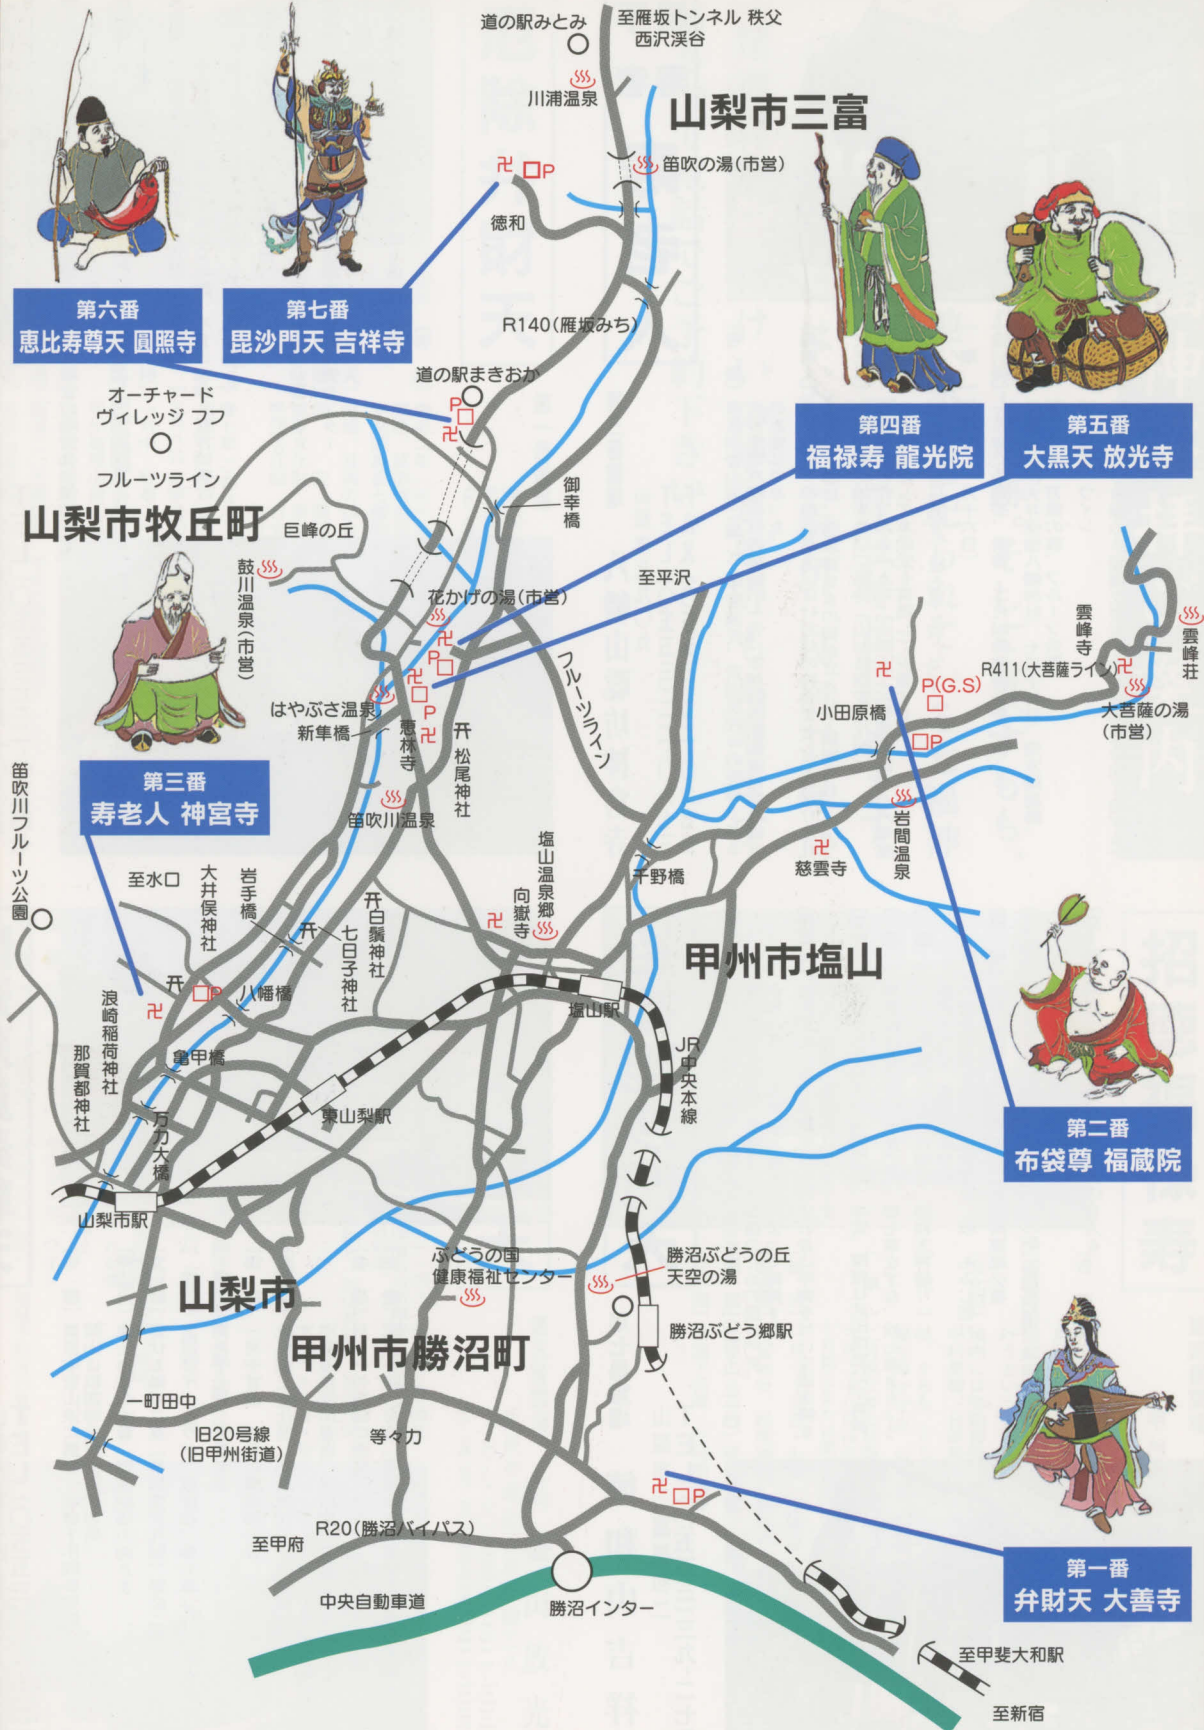 道の駅みとみ
至雁坂トンネル 秩父
西沢渓谷
川浦温泉
山梨市三富
笛吹の湯(市営)
P
徳和
第六番
恵比寿尊天 圓照寺
第七番
毘沙門天 吉祥寺
R140(雁坂みち)
道の駅まきおか
P
オーチャード
ヴィレッジ フフ
フルーツライン
第四番
福禄寿 龍光院
第五番
大黒天 放光寺
山梨市牧丘町
巨峰の丘
御幸橋
鼓川温泉(市営)
花かげの湯(市営)
至平沢
P
フルーツライン
雲峰寺
雲峰荘
R411(大菩薩ライン)
P(G.S)
小田原橋
P
大菩薩の湯
(市営)
はやぶさ温泉
新隼橋
恵林寺
P
松尾神社
第三番
寿老人 神宮寺
笛吹川フルーツ公園
笛吹川温泉
塩山温泉郷
向嶽寺
千野橋
慈雲寺
岩間温泉
至水口
大井俣神社
岩手橋
白鬚神社
七日子神社
甲州市塩山
P
八幡橋
浪崎稲荷神社
那賀都神社
亀甲橋
塩山駅
JR中央本線
万力大橋
東山梨駅
第二番
布袋尊 福蔵院
山梨市駅
山梨市
ぶどうの国
健康福祉センター
勝沼ぶどうの丘
天空の湯
勝沼ぶどう郷駅
甲州市勝沼町
一町田中
旧20号線
(旧甲州街道)
等々力
P
R20(勝沼バイパス)
至甲府
中央自動車道
勝沼インター
第一番
弁財天 大善寺
至甲斐大和駅
至新宿